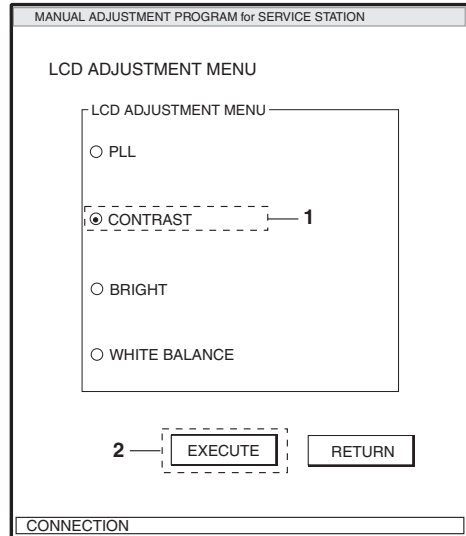 MANUAL ADJUSTMENT PROGRAM for SERVICE STATION
LCD ADJUSTMENT MENU
LCD ADJUSTMENT MENU
PLL
CONTRAST 1
BRIGHT
WHITE BALANCE
2 EXECUTE RETURN
CONNECTION